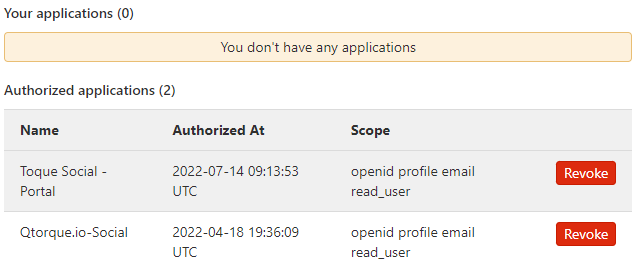 Your applications (0)
You don't have any applications
Authorized applications (2)
Name Authorized At Scope
Toque Social - 2022-07-14 09:13:53 openid profile email Revoke
Portal UTC read_user
Qtorque.io-Social 2022-04-18 19:36:09 openid profile email Revoke
UTC read_user